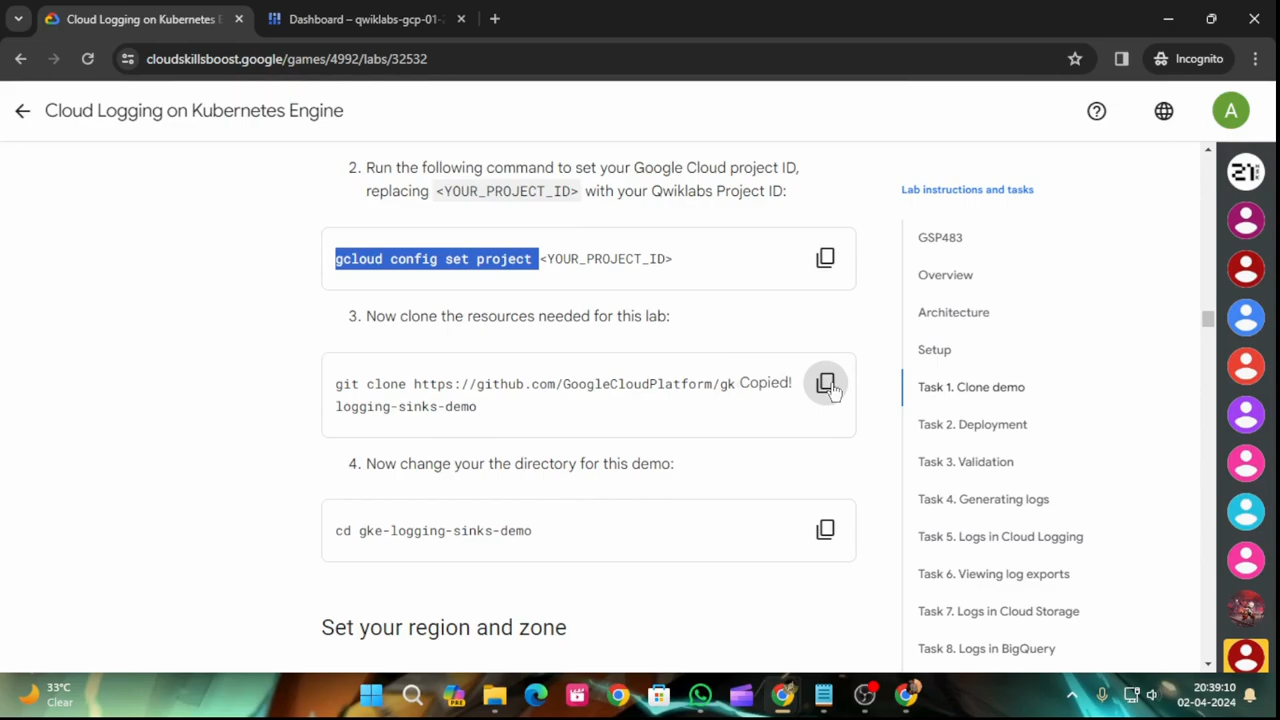 Cloud Logging on Kubernetes E
Dashboard – qwiklabs-gcp-01-
cloudskillsboost.google/games/4992/labs/32532
Incognito
Cloud Logging on Kubernetes Engine
A
2. Run the following command to set your Google Cloud project ID,
replacing <YOUR_PROJECT_ID> with your Qwiklabs Project ID:
gcloud config set project <YOUR_PROJECT_ID>
3. Now clone the resources needed for this lab:
git clone https://github.com/GoogleCloudPlatform/gk Copied!
logging-sinks-demo
4. Now change your the directory for this demo:
cd gke-logging-sinks-demo
Set your region and zone
Lab instructions and tasks
GSP483
Overview
Architecture
Setup
Task 1. Clone demo
Task 2. Deployment
Task 3. Validation
Task 4. Generating logs
Task 5. Logs in Cloud Logging
Task 6. Viewing log exports
Task 7. Logs in Cloud Storage
Task 8. Logs in BigQuery
33°C
Clear
20:39:10
02-04-2024